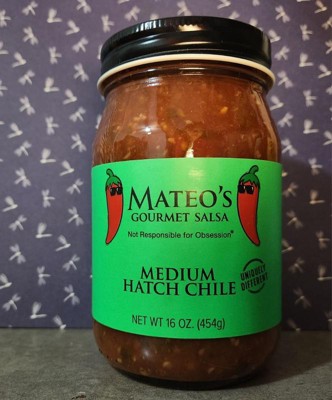 MATEO'S
GOURMET SALSA
Not Responsible for Obsession®
MEDIUM
HATCH CHILE
UNIQUELY
DIFFERENT
NET WT 16 OZ. (454g)